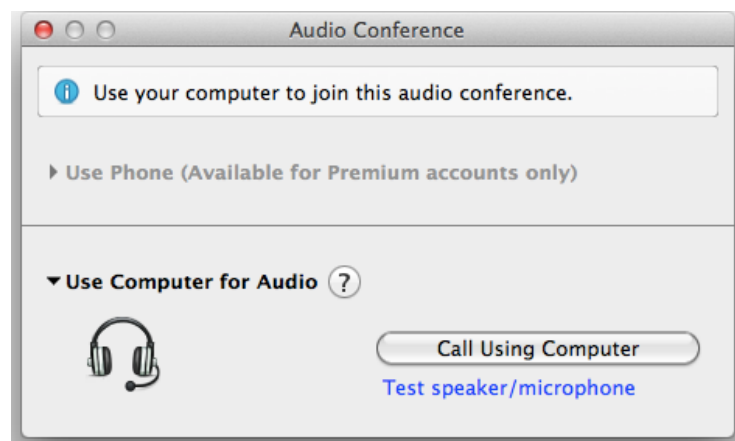 Audio Conference
Use your computer to join this audio conference.
Use Phone (Available for Premium accounts only)
Use Computer for Audio ?
Call Using Computer
Test speaker/microphone